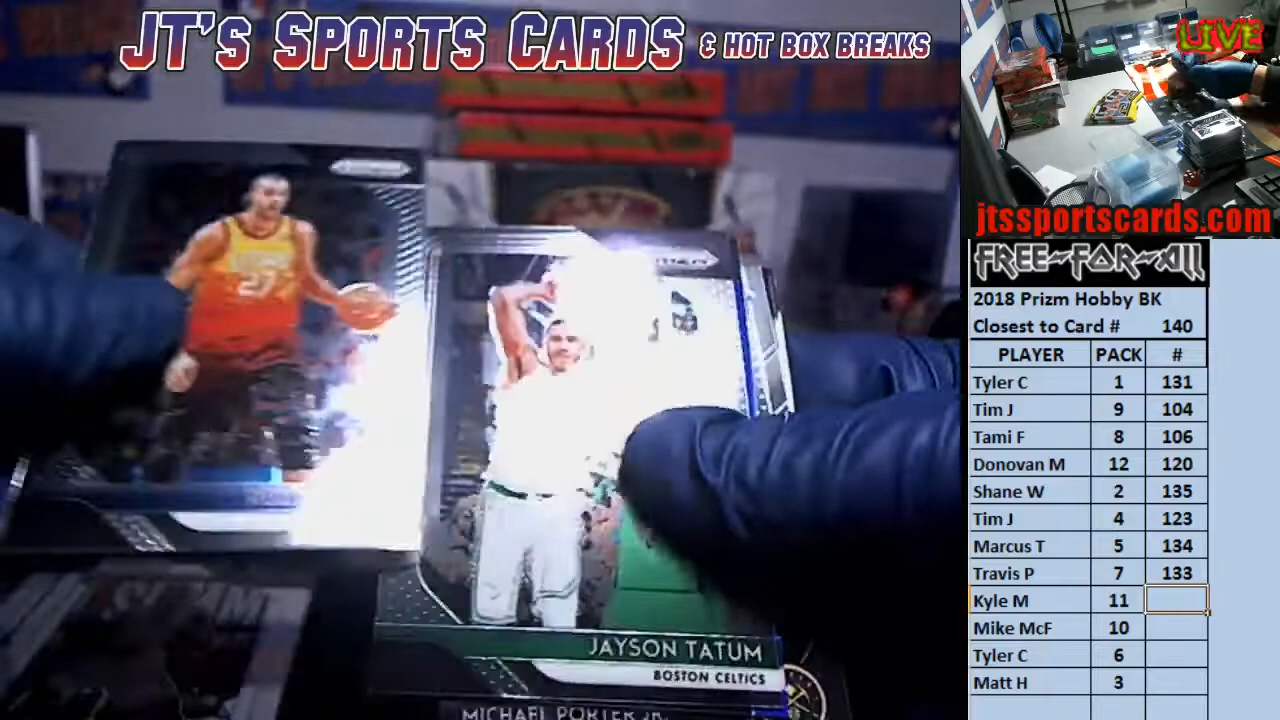 JT's Sports Cards & Hot Box Breaks
LIVE
jtssportscards.com
FREE-FOR-ALL
2018 Prizm Hobby BK
Closest to Card # 140
PLAYER PACK #
Tyler C 1 131
Tim J 9 104
Tami F 8 106
Donovan M 12 120
Shane W 2 135
Tim J 4 123
Marcus T 5 134
Travis P 7 133
Kyle M 11
Mike McF 10
Tyler C 6
Matt H 3
27
JAYSON TATUM
BOSTON CELTICS
MICHAEL PORTER JR.